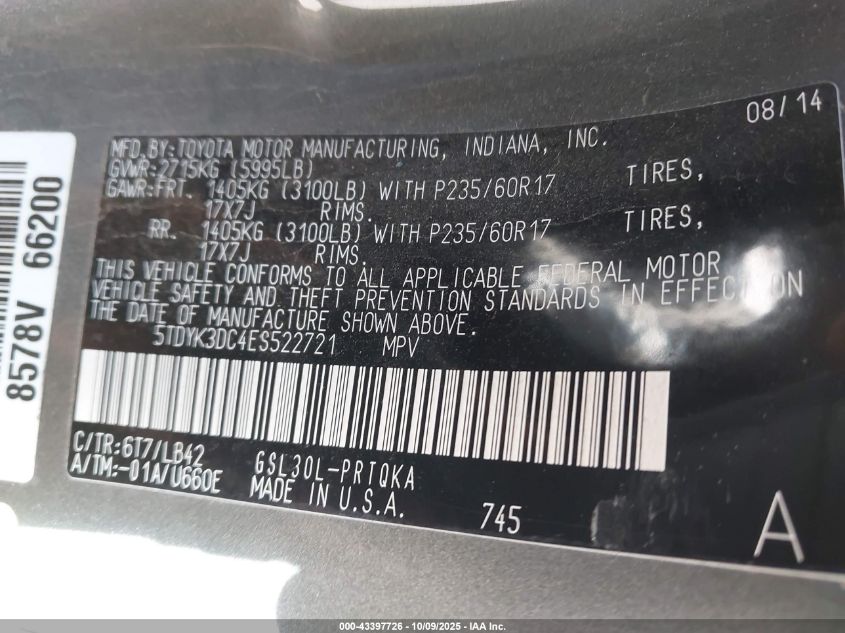 08/14
MFD. BY: TOYOTA MOTOR MANUFACTURING, INDIANA, INC.
GVWR: 2715KG (5995LB)
GAWR: FRT. 1405KG (3100LB) WITH P235/60R17 TIRES,
17X7J RIMS.
RR. 1405KG (3100LB) WITH P235/60R17 TIRES,
17X7J RIMS.
THIS VEHICLE CONFORMS TO ALL APPLICABLE FEDERAL MOTOR
VEHICLE SAFETY AND THEFT PREVENTION STANDARDS IN EFFECT ON
THE DATE OF MANUFACTURE SHOWN ABOVE.
5TDYK3DC4ES522721 MPV
C/TR: 6T7/LB42
A/TM: -01A/U660E
GSL30L-PRTQKA
MADE IN U.S.A.
745
A
8578V 66200
000-43397726 - 10/09/2025 - IAA Inc.